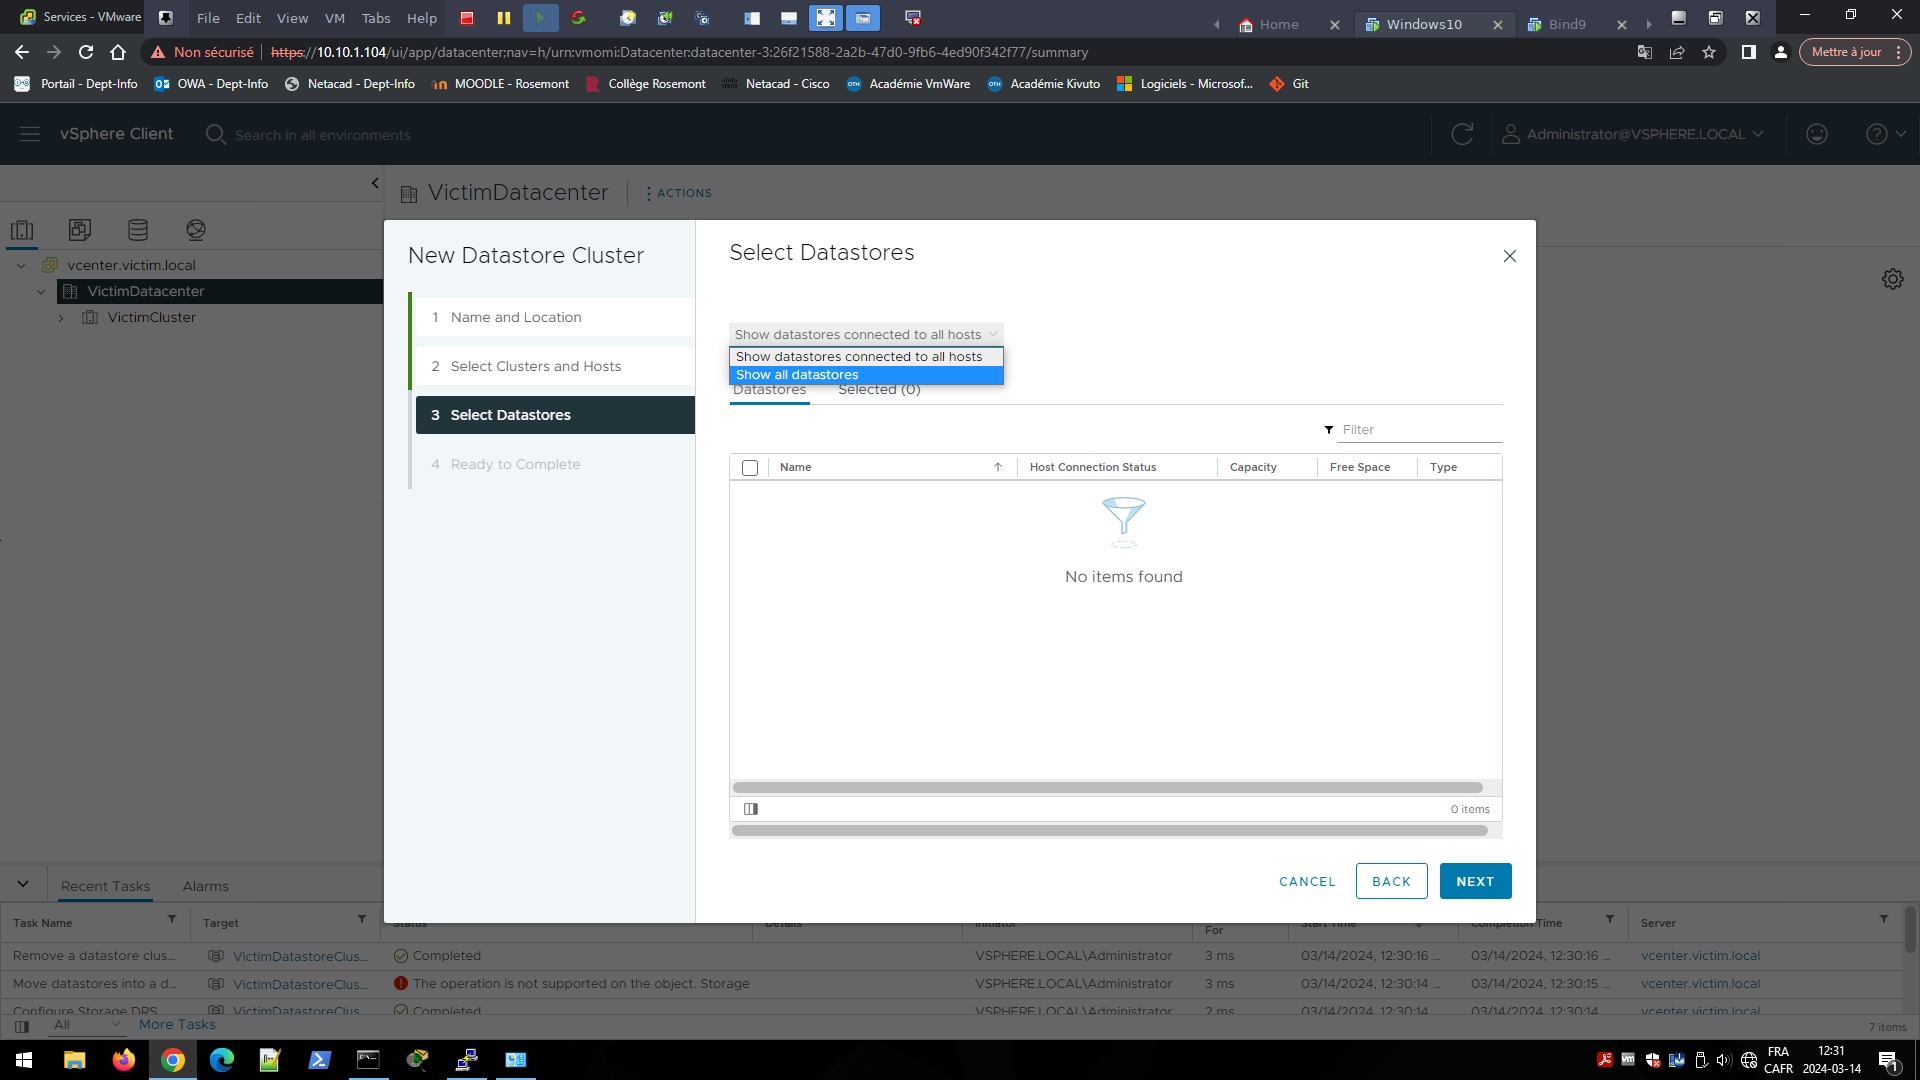 Services - VMware
File Edit View VM Tabs Help
Home
Windows10
Bind9
Non sécurisé
https://10.10.1.104/ui/app/datacenter;nav=h/urn:vmomi:Datacenter:datacenter-3:26f21588-2a2b-47d0-9fb6-4ed90f342f77/summary
Mettre à jour
Portail - Dept-Info
OWA - Dept-Info
Netacad - Dept-Info
MOODLE - Rosemont
Collège Rosemont
Netacad - Cisco
Académie VmWare
Académie Kivuto
Logiciels - Microsof...
Git
vSphere Client
Search in all environments
Administrator@VSPHERE.LOCAL
VictimDatacenter
ACTIONS
vcenter.victim.local
VictimDatacenter
VictimCluster
New Datastore Cluster
1 Name and Location
2 Select Clusters and Hosts
3 Select Datastores
4 Ready to Complete
Select Datastores
Show datastores connected to all hosts
Show datastores connected to all hosts
Show all datastores
Datastores
Selected (0)
Filter
Name
Host Connection Status
Capacity
Free Space
Type
No items found
0 items
CANCEL
BACK
NEXT
Recent Tasks
Alarms
Task Name
Target
Status
Details
Initiator
For
Start Time
Completion Time
Server
Remove a datastore clus... VictimDatastoreClus... Completed VSPHERE.LOCAL\Administrator 3 ms 03/14/2024, 12:30:16 ... 03/14/2024, 12:30:16 ... vcenter.victim.local
Move datastores into a d... VictimDatastoreClus... The operation is not supported on the object. Storage VSPHERE.LOCAL\Administrator 3 ms 03/14/2024, 12:30:14 ... 03/14/2024, 12:30:15 ... vcenter.victim.local
Configure Storage DRS VictimDatastoreClus Completed VSPHERE.LOCAL\Administrator 2 ms 03/14/2024, 12:30:14 03/14/2024, 12:30:14 vcenter.victim.local
All
More Tasks
7 items
FRA
CAFR
12:31
2024-03-14
1